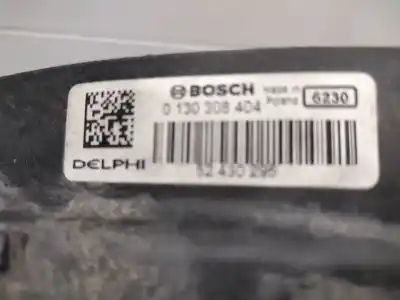 BOSCH Made in Poland 6230
0 130 308 404
DELPHI
52 430 295